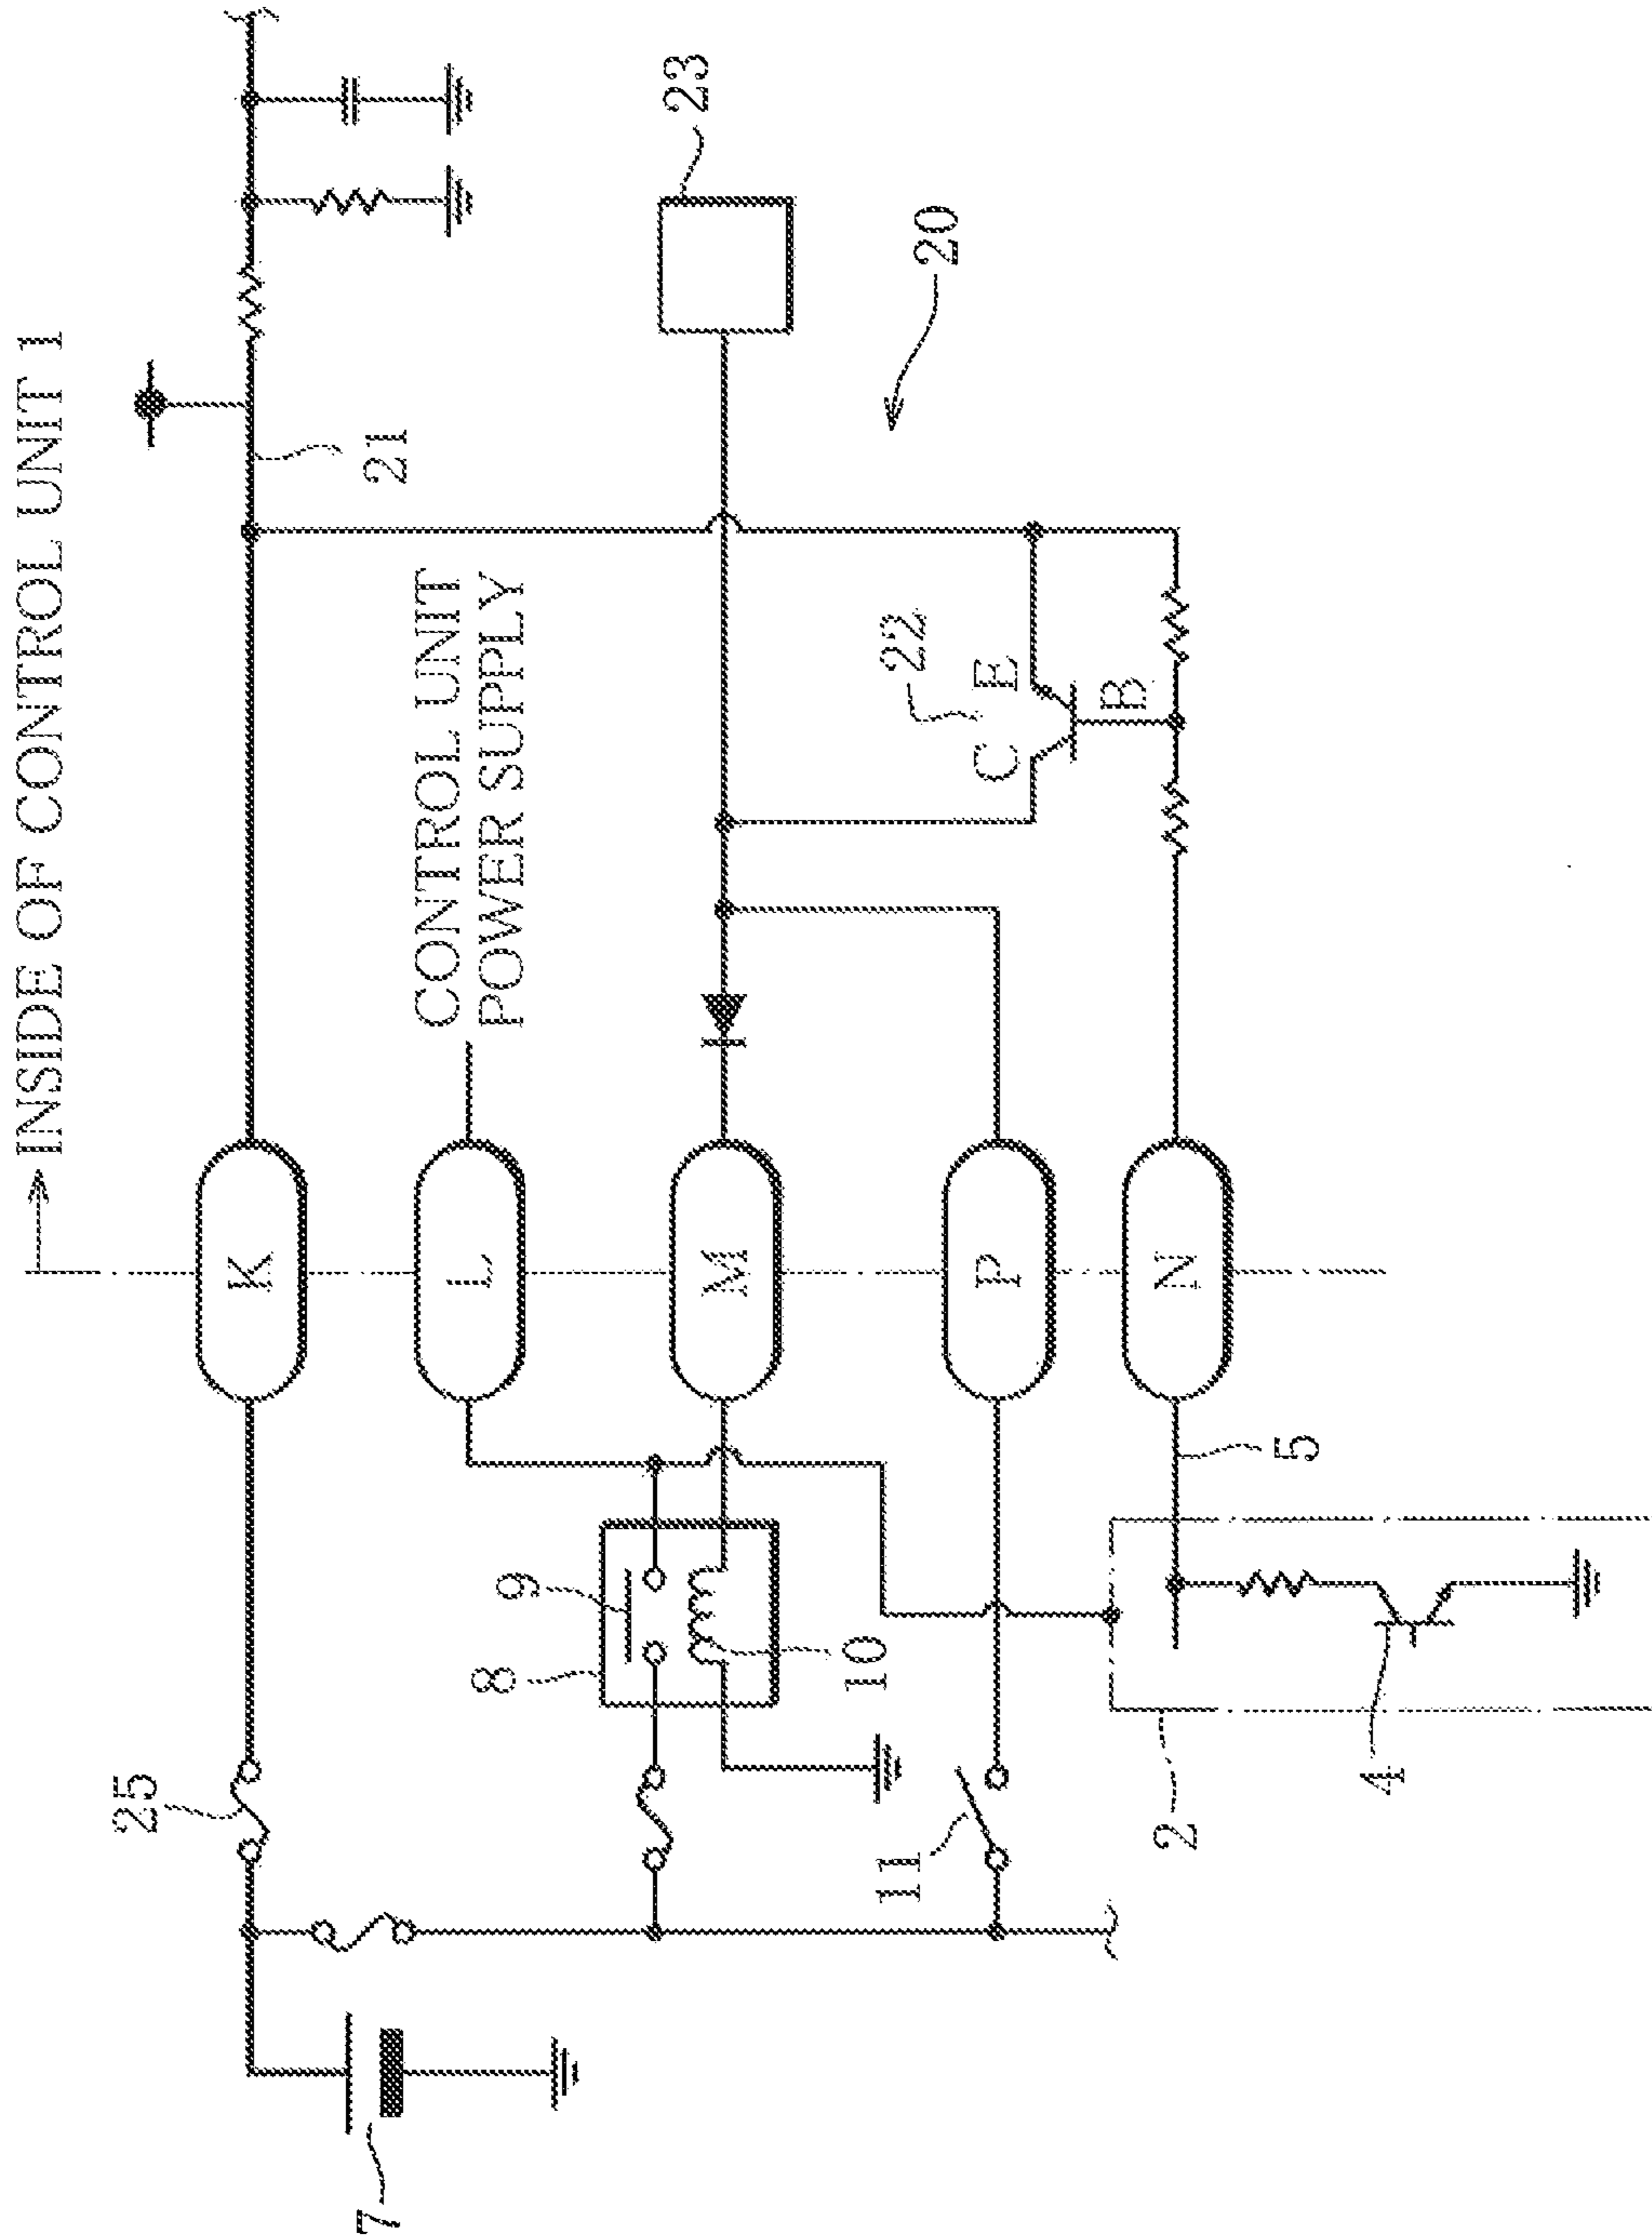 INSIDE OF CONTROL UNIT 1
21
23
20
CONTROL UNIT
POWER SUPPLY
22
C E
B
K
L
M
P
N
5
9
8
10
25
11
2
4
7